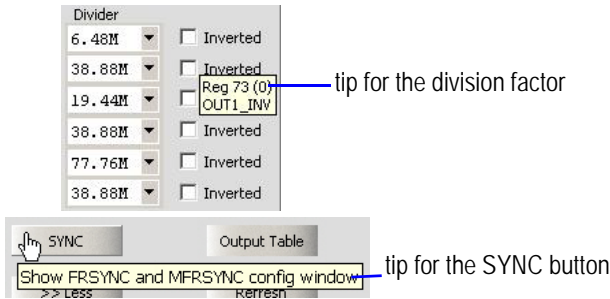 Divider
6.48M Inverted
38.88M Inverted
Reg 73 (0) tip for the division factor
19.44M OUT1_INV
38.88M Inverted
77.76M Inverted
38.88M Inverted
SYNC Output Table
Show FRSYNC and MFRSYNC config window tip for the SYNC button
>> Less Refresh